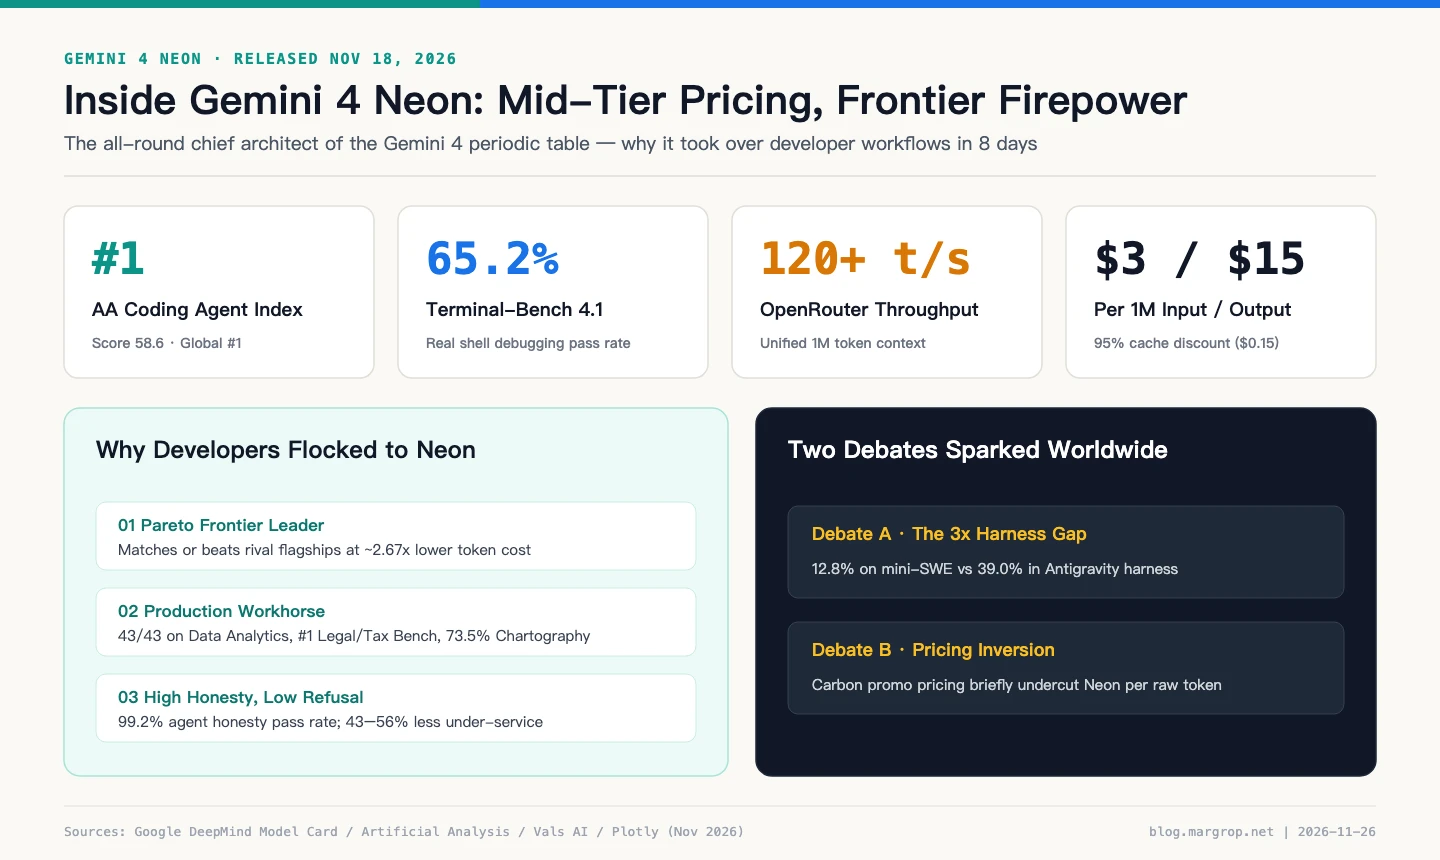 GEMINI 4 NEON · RELEASED NOV 18, 2026
Inside Gemini 4 Neon: Mid–Tier Pricing, Frontier Firepower
The all–round chief architect of the Gemini 4 periodic table — why it took over developer workflows in 8 days
#1
AA Coding Agent Index
Score 58.6 · Global #1
65.2%
Terminal–Bench 4.1
Real shell debugging pass rate
120+ t/s
OpenRouter Throughput
Unified 1M token context
$3 / $15
Per 1M Input / Output
95% cache discount ($0.15)
Why Developers Flocked to Neon
01 Pareto Frontier Leader
Matches or beats rival flagships at ~2.67x lower token cost
02 Production Workhorse
43/43 on Data Analytics, #1 Legal/Tax Bench, 73.5% Chartography
03 High Honesty, Low Refusal
99.2% agent honesty pass rate; 43—56% less under–service
Two Debates Sparked Worldwide
Debate A · The 3x Harness Gap
12.8% on mini–SWE vs 39.0% in Antigravity harness
Debate B · Pricing Inversion
Carbon promo pricing briefly undercut Neon per raw token
Sources: Google DeepMind Model Card / Artificial Analysis / Vals AI / Plotly (Nov 2026)
blog.margrop.net | 2026-11-26